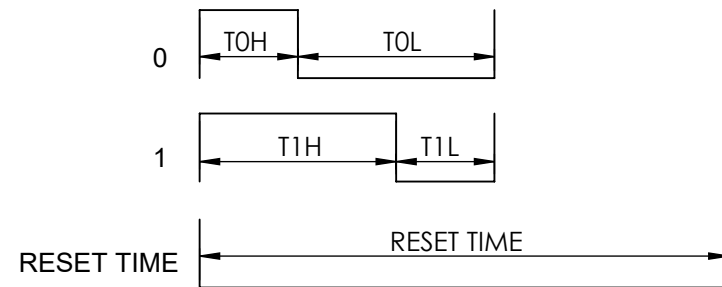 T0H T0L
0
T1H T1L
1
RESET TIME
RESET TIME